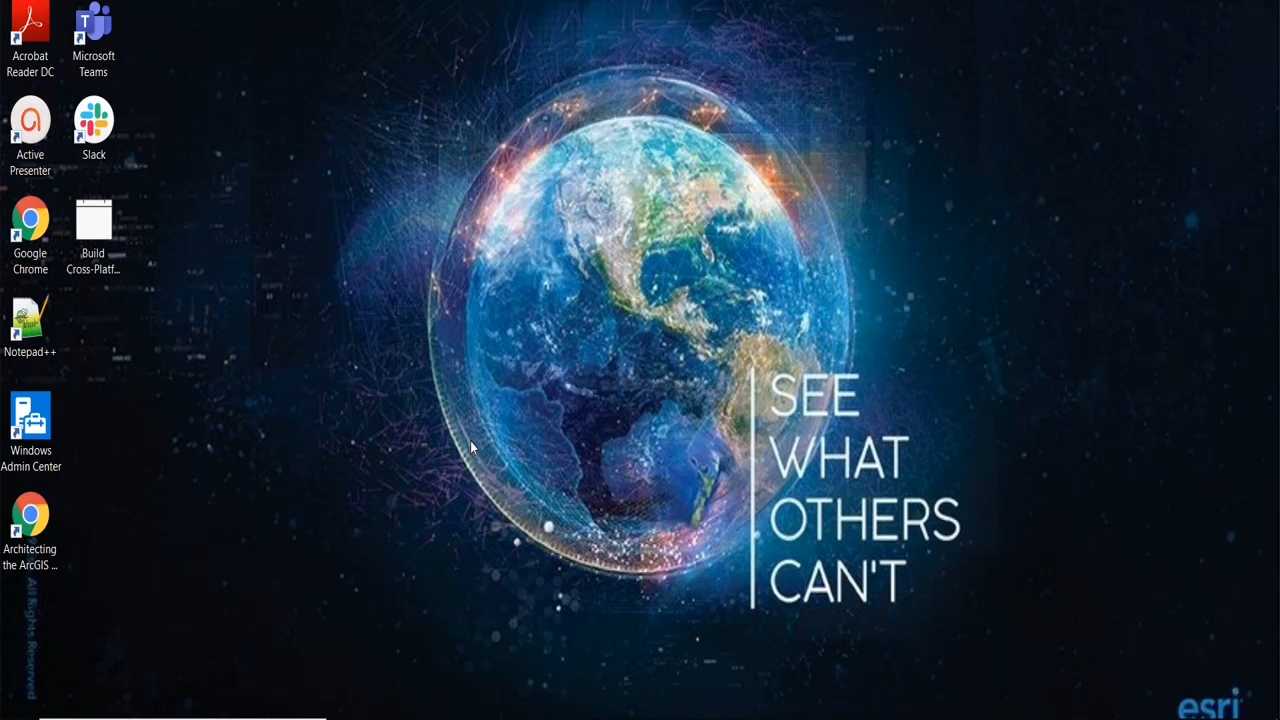 Acrobat
Reader DC
Microsoft
Teams
Active
Presenter
Slack
Google
Chrome
Build
Cross-Platf...
Notepad++
Windows
Admin Center
Architecting
the ArcGIS ...
SEE
WHAT
OTHERS
CAN'T
All Rights Reserved
esri